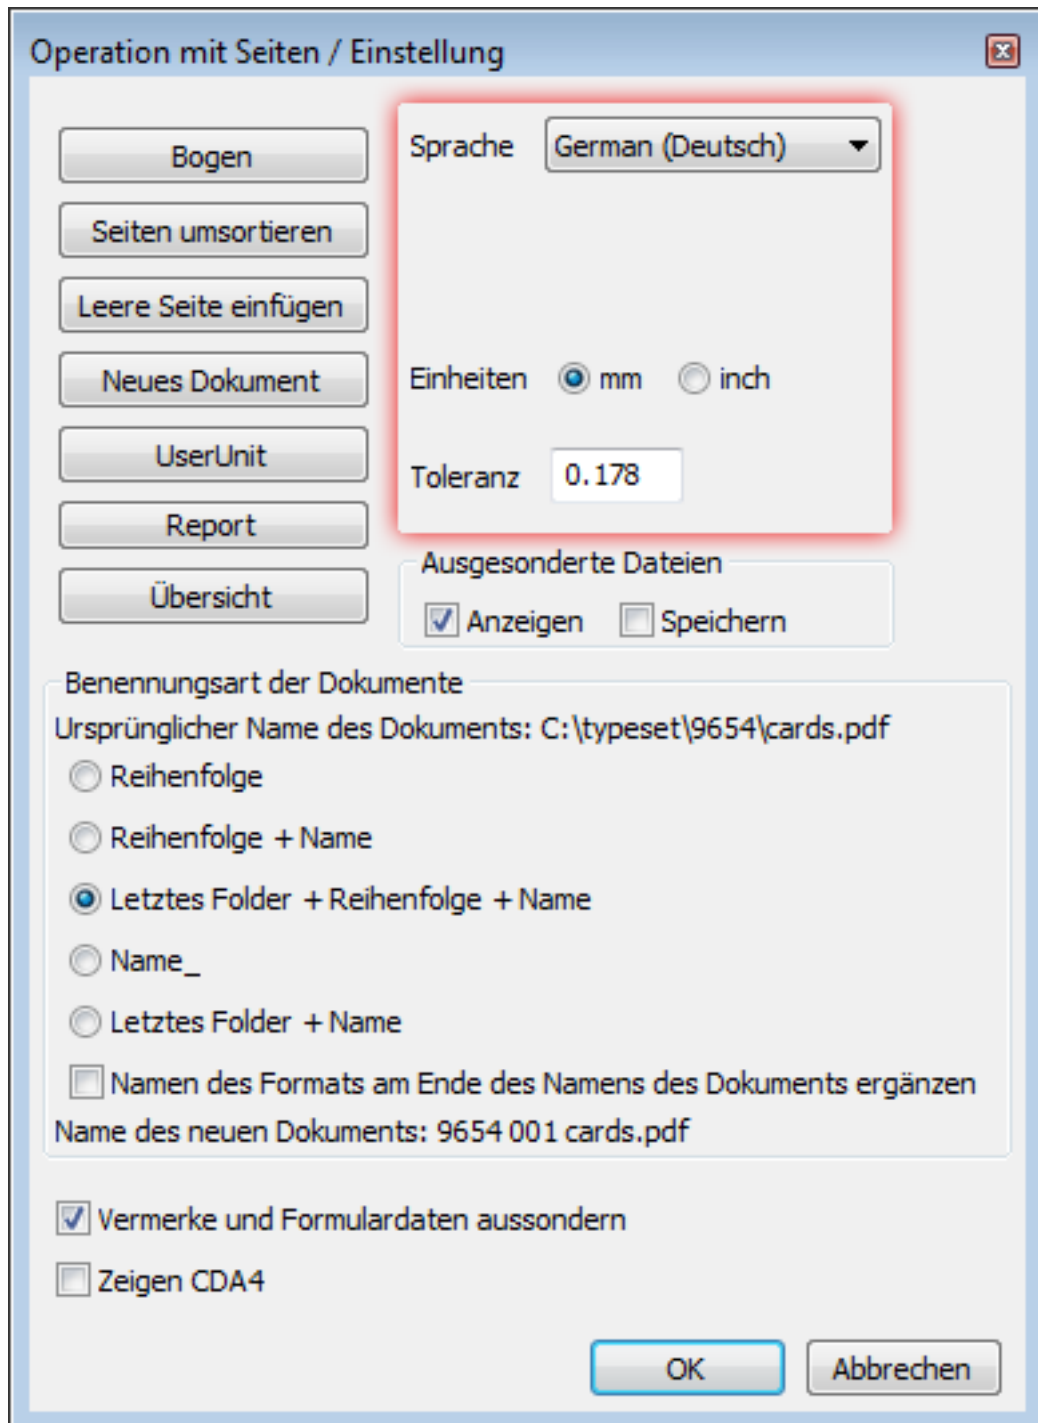 Operation mit Seiten / Einstellung
Bogen
Seiten umsortieren
Leere Seite einfügen
Neues Dokument
UserUnit
Report
Übersicht
Sprache German (Deutsch)
Einheiten mm inch
Toleranz 0.178
Ausgesonderte Dateien
Anzeigen Speichern
Benennungsart der Dokumente
Ursprünglicher Name des Dokuments: C:\typeset\9654\cards.pdf
Reihenfolge
Reihenfolge + Name
Letztes Folder + Reihenfolge + Name
Name_
Letztes Folder + Name
Namen des Formats am Ende des Namens des Dokuments ergänzen
Name des neuen Dokuments: 9654 001 cards.pdf
Vermerke und Formulardaten aussondern
Zeigen CDA4
OK Abbrechen